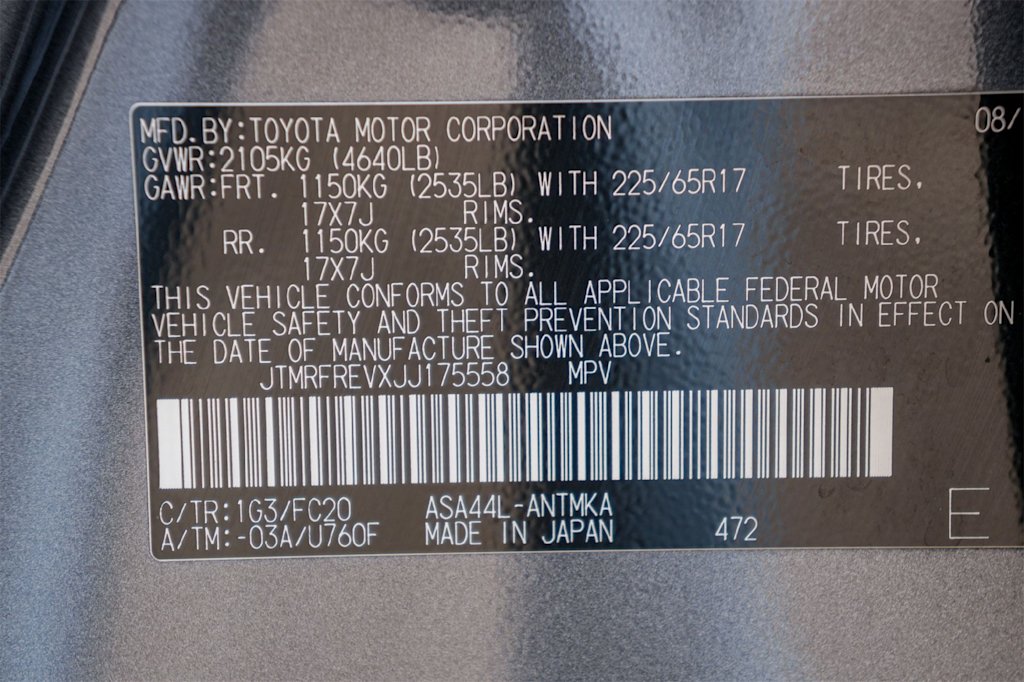 MFD.BY:TOYOTA MOTOR CORPORATION 08/
GVWR:2105KG (4640LB)
GAWR:FRT. 1150KG (2535LB) WITH 225/65R17 TIRES,
17X7J RIMS.
RR. 1150KG (2535LB) WITH 225/65R17 TIRES,
17X7J RIMS.
THIS VEHICLE CONFORMS TO ALL APPLICABLE FEDERAL MOTOR
VEHICLE SAFETY AND THEFT PREVENTION STANDARDS IN EFFECT ON
THE DATE OF MANUFACTURE SHOWN ABOVE.
JTMRFREVXJJ175558 MPV
C/TR:1G3/FC20 ASA44L-ANTMKA
A/TM:-03A/U760F MADE IN JAPAN 472 E